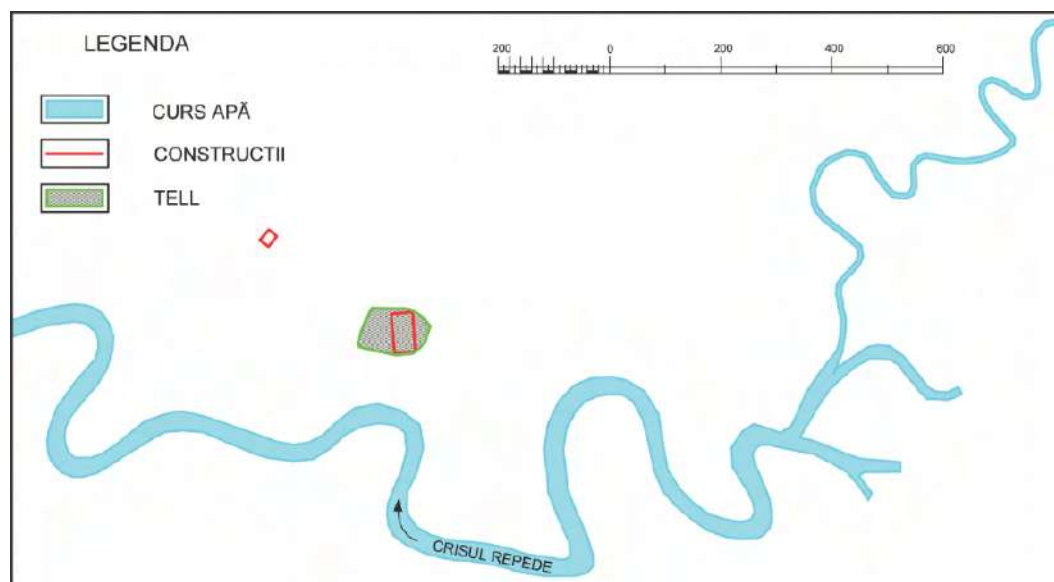 LEGENDA
200 0 200 400 600
CURS APĂ
CONSTRUCTII
TELL
CRISUL REPEDE